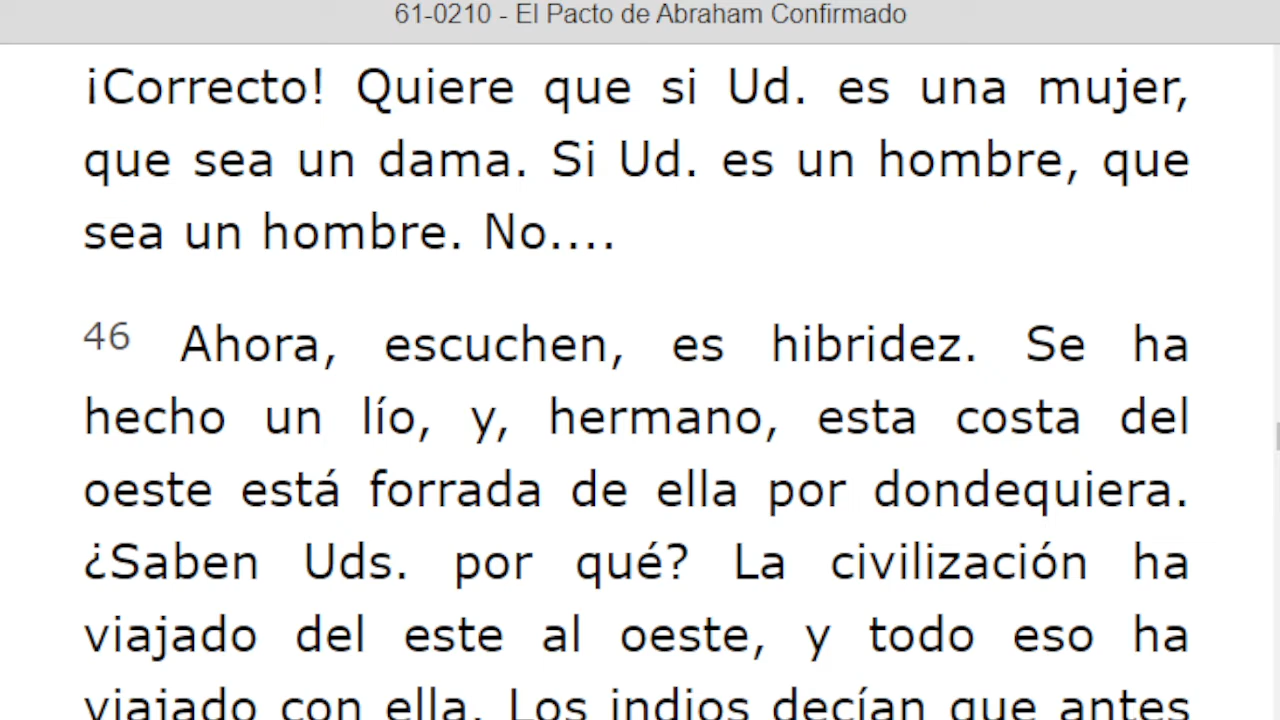 61-0210 - El Pacto de Abraham Confirmado
¡Correcto! Quiere que si Ud. es una mujer,
que sea un dama. Si Ud. es un hombre, que
sea un hombre. No....
46 Ahora, escuchen, es hibridez. Se ha
hecho un lío, y, hermano, esta costa del
oeste está forrada de ella por dondequiera.
¿Saben Uds. por qué? La civilización ha
viajado del este al oeste, y todo eso ha
viajado con ella. Los indios decían que antes